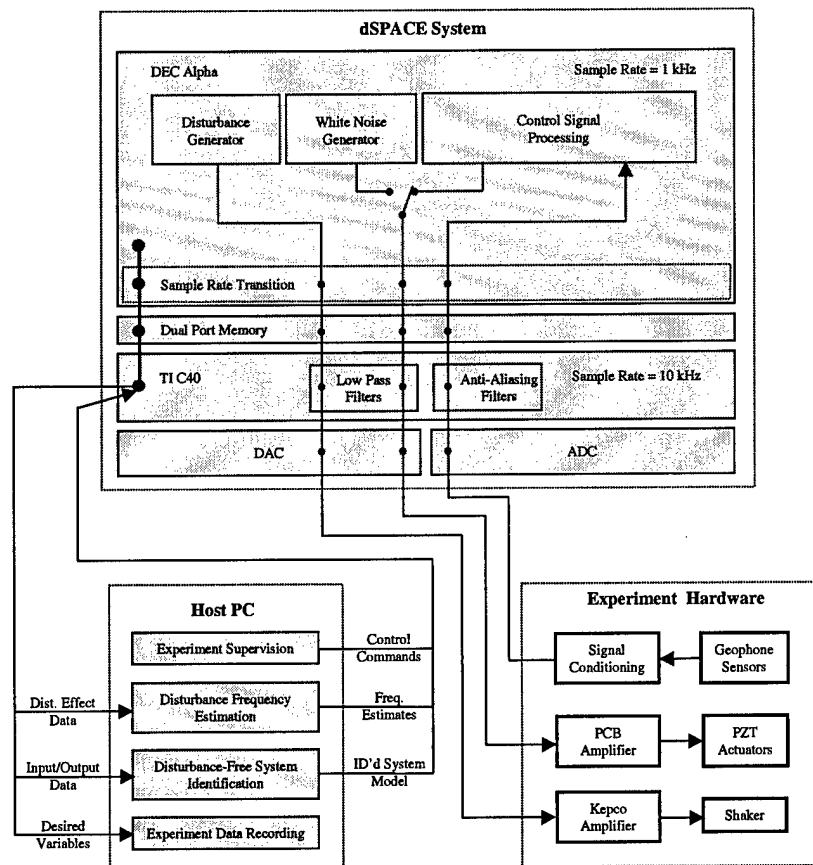 dSPACE System
DEC Alpha
Sample Rate = 1 kHz
Disturbance
Generator
White Noise
Generator
Control Signal
Processing
Sample Rate Transition
Dual Port Memory
TI C40
Low Pass
Filters
Anti-Aliasing
Filters
Sample Rate = 10 kHz
DAC
ADC
Host PC
Experiment Supervision
Control
Commands
Dist. Effect
Data
Disturbance Frequency
Estimation
Freq.
Estimates
Input/Output
Data
Disturbance-Free System
Identification
ID'd System
Model
Desired
Variables
Experiment Data Recording
Experiment Hardware
Signal
Conditioning
Geophone
Sensors
PCB
Amplifier
PZT
Actuators
Kepco
Amplifier
Shaker